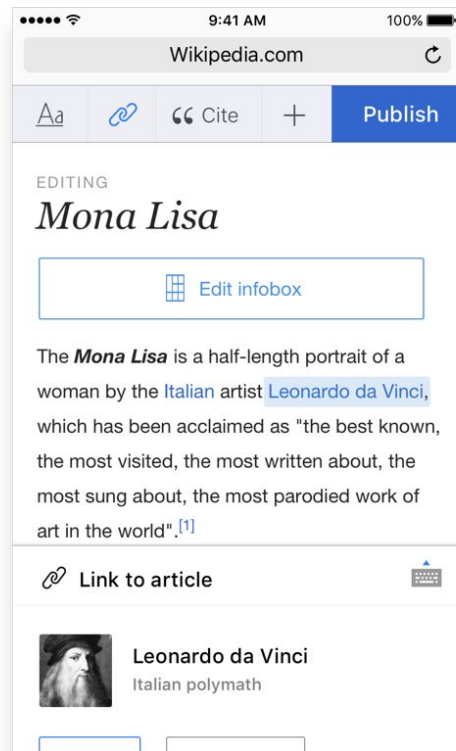 9:41 AM
100%
Wikipedia.com
Aa
Cite
Publish
EDITING
Mona Lisa
Edit infobox
The Mona Lisa is a half-length portrait of a
woman by the Italian artist Leonardo da Vinci,
which has been acclaimed as "the best known,
the most visited, the most written about, the
most sung about, the most parodied work of
art in the world".[1]
Link to article
Leonardo da Vinci
Italian polymath